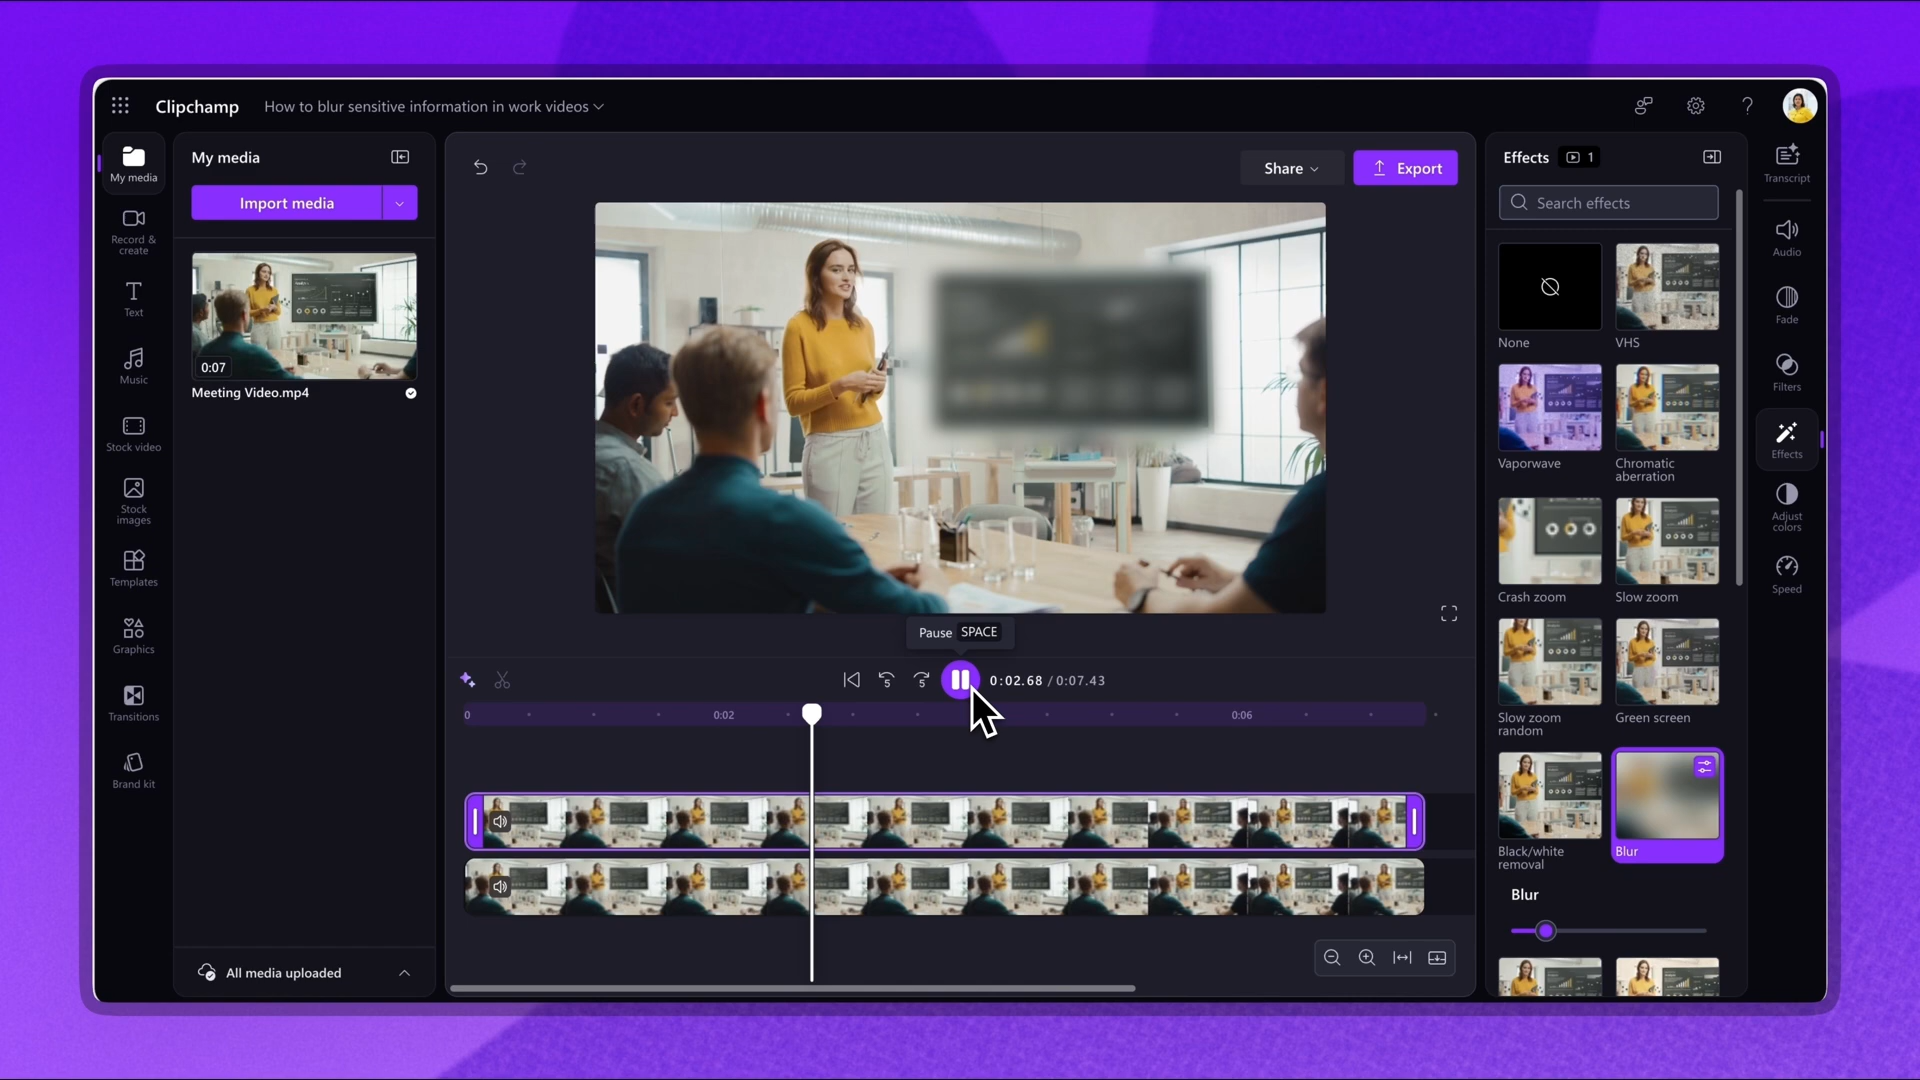 Clipchamp
How to blur sensitive information in work videos
My media
Record &
create
Text
Music
Stock video
Stock
images
Templates
Graphics
Transitions
Brand kit
My media
Import media
0:07
Meeting Video.mp4
All media uploaded
Share
Export
Pause SPACE
5
5
0:02.68 / 0:07.43
0
0:02
0:06
Effects 1
Search effects
None
VHS
Vaporwave
Chromatic
aberration
Crash zoom
Slow zoom
Slow zoom
random
Green screen
Black/white
removal
Blur
Blur
Transcript
Audio
Fade
Filters
Effects
Adjust
colors
Speed